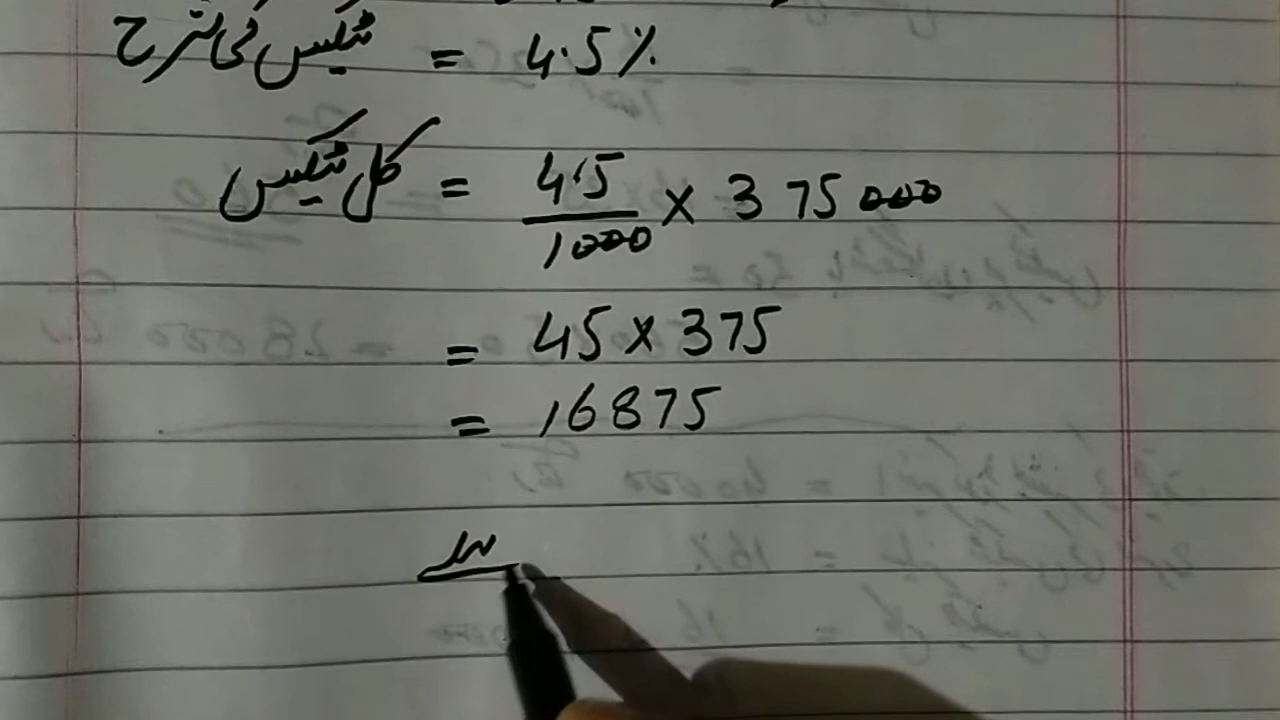 ٹیکس کی شرح = 4.5%
کل ٹیکس = 4.5/1000 × 375000
= 45 × 375
= 16875